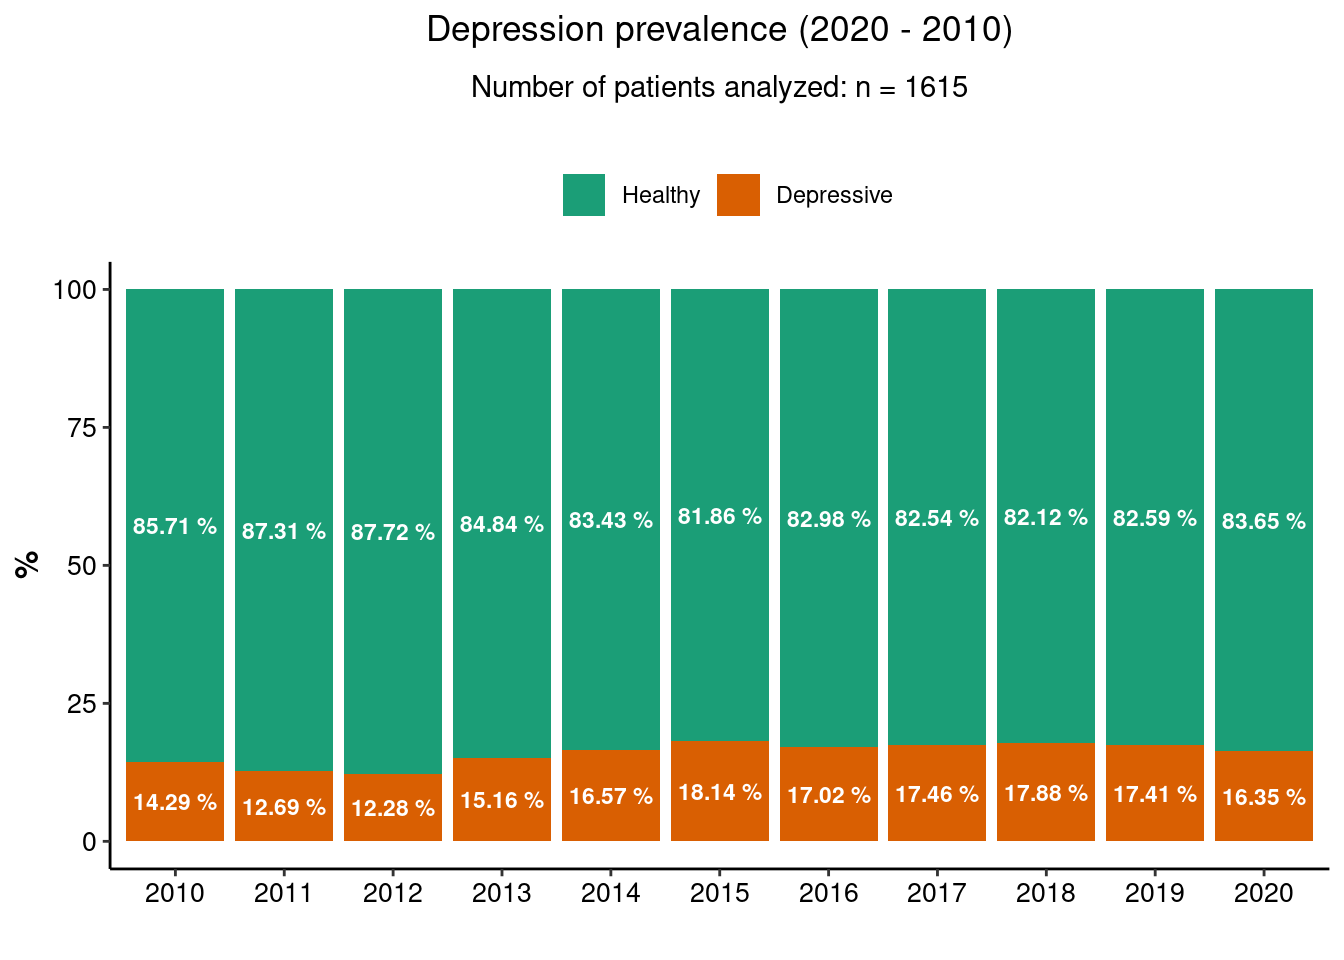 Depression prevalence (2020 - 2010)
Number of patients analyzed: n = 1615
Healthy Depressive
100
75
50
25
0
%
85.71 % 87.31 % 87.72 % 84.84 % 83.43 % 81.86 % 82.98 % 82.54 % 82.12 % 82.59 % 83.65 %
14.29 % 12.69 % 12.28 % 15.16 % 16.57 % 18.14 % 17.02 % 17.46 % 17.88 % 17.41 % 16.35 %
2010 2011 2012 2013 2014 2015 2016 2017 2018 2019 2020